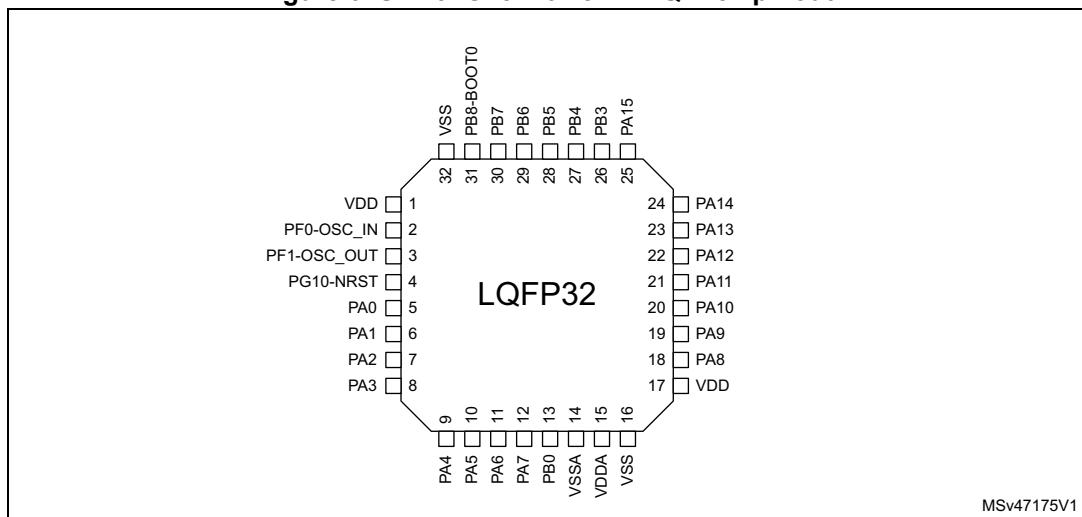 VSS
PB8-BOOT0
PB7
PB6
PB5
PB4
PB3
PA15
32
31
30
29
28
27
26
25
VDD 1
PF0-OSC_IN 2
PF1-OSC_OUT 3
PG10-NRST 4
PA0 5
PA1 6
PA2 7
PA3 8
LQFP32
24 PA14
23 PA13
22 PA12
21 PA11
20 PA10
19 PA9
18 PA8
17 VDD
9
10
11
12
13
14
15
16
PA4
PA5
PA6
PA7
PB0
VSSA
VDDA
VSS
MSv47175V1